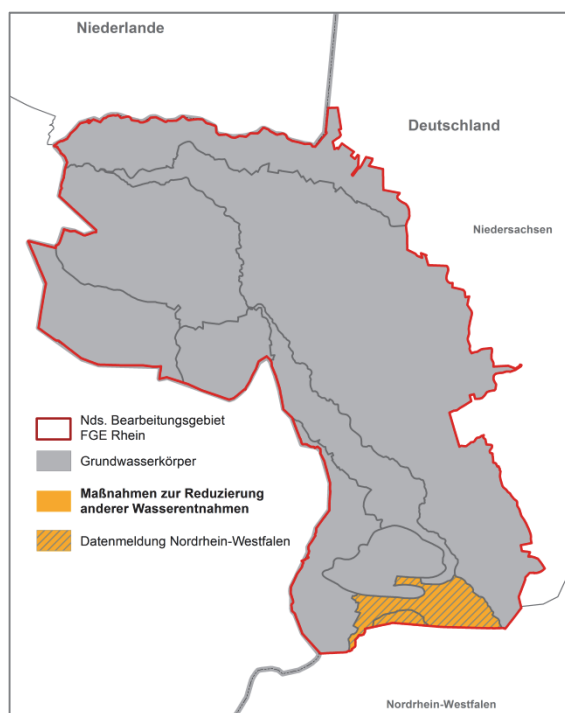 Niederlande
Deutschland
Niedersachsen
Nds. Bearbeitungsgebiet
FGE Rhein
Grundwasserkörper
Maßnahmen zur Reduzierung
anderer Wasserentnahmen
Datenmeldung Nordrhein-Westfalen
Nordrhein-Westfalen